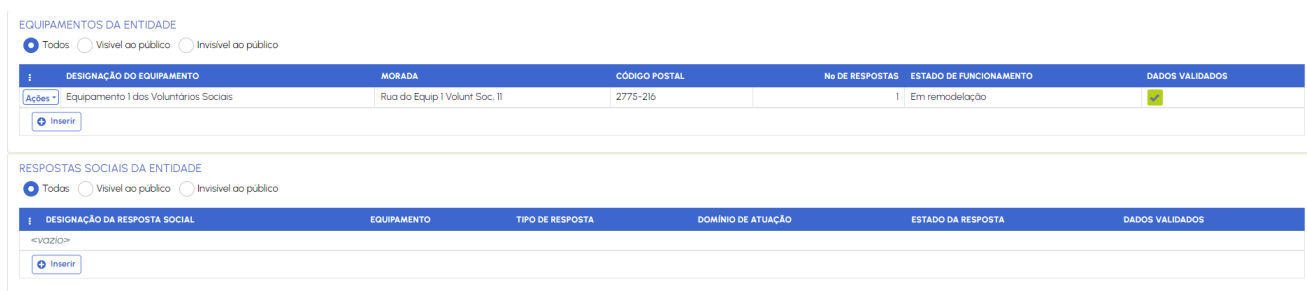 EQUIPAMENTOS DA ENTIDADE
Todos Visível ao público Invisível ao público
DESIGNAÇÃO DO EQUIPAMENTO MORADA CÓDIGO POSTAL No DE RESPOSTAS ESTADO DE FUNCIONAMENTO DADOS VALIDADOS
Ações Equipamento 1 dos Voluntários Sociais Rua do Equip 1 Volunt Soc, 11 2775-216 1 Em remodelação
Inserir
RESPOSTAS SOCIAIS DA ENTIDADE
Todas Visível ao público Invisível ao público
DESIGNAÇÃO DA RESPOSTA SOCIAL EQUIPAMENTO TIPO DE RESPOSTA DOMÍNIO DE ATUAÇÃO ESTADO DA RESPOSTA DADOS VALIDADOS
<vazio>
Inserir